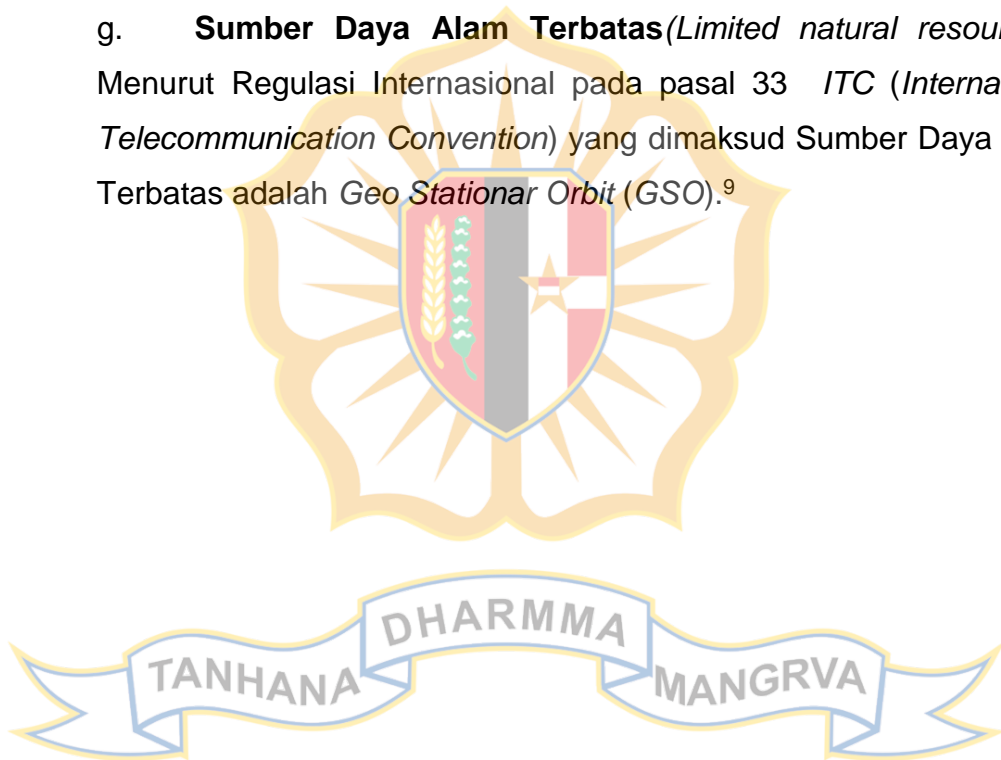 g. Sumber Daya Alam Terbatas(Limited natural resour
Menurut Regulasi Internasional pada pasal 33 ITC (Interna
Telecommunication Convention) yang dimaksud Sumber Daya
Terbatas adalah Geo Stationar Orbit (GSO).9
TANHANA DHARMMA MANGRVA